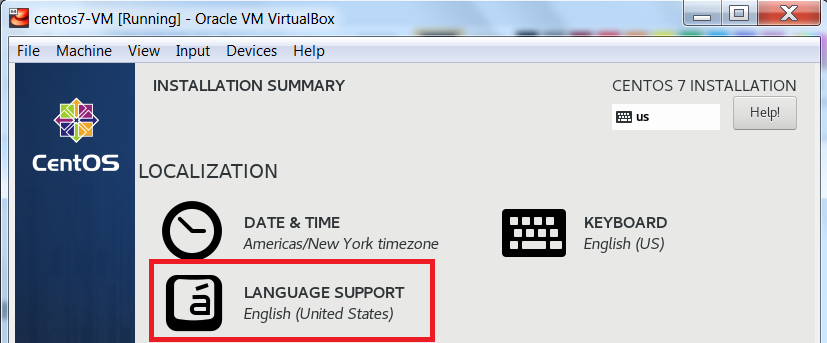 centos7-VM [Running] - Oracle VM VirtualBox
File Machine View Input Devices Help
INSTALLATION SUMMARY
CENTOS 7 INSTALLATION
us
Help!
CentOS
LOCALIZATION
DATE & TIME
Americas/New York timezone
KEYBOARD
English (US)
á
LANGUAGE SUPPORT
English (United States)